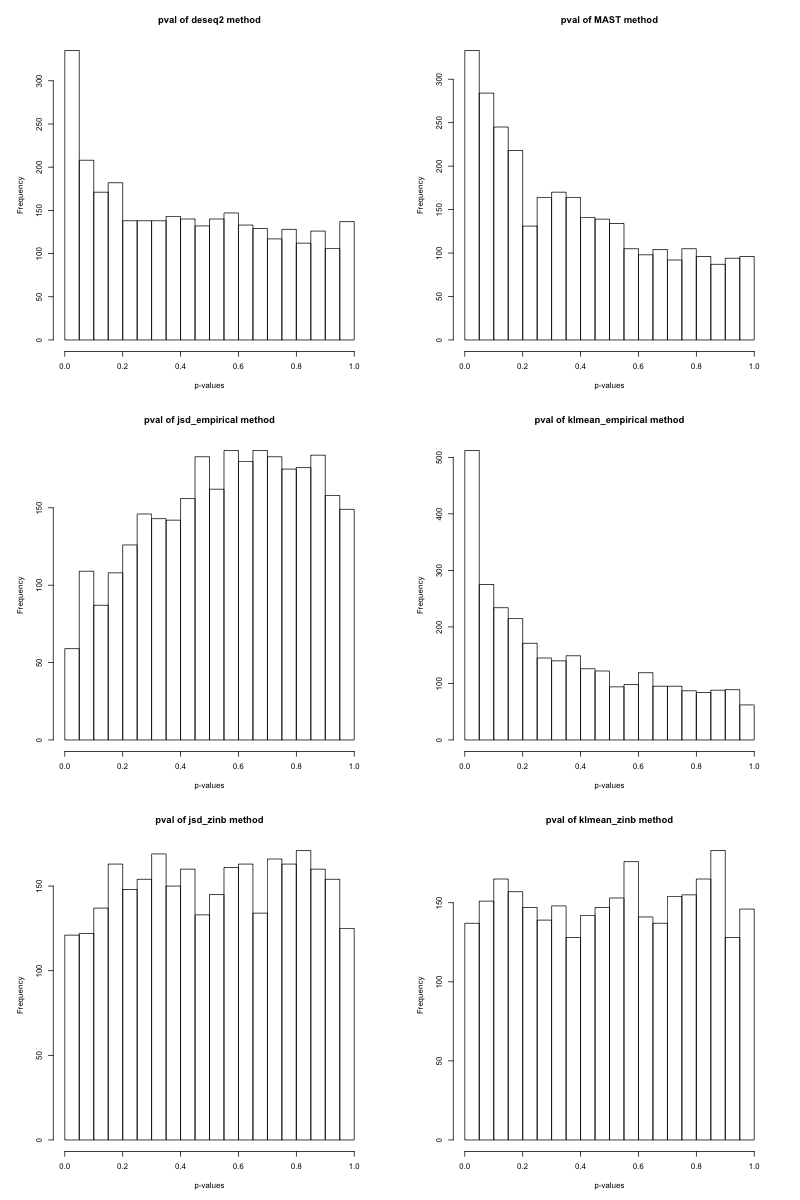 pval of deseq2 method
Frequency
0 50 100 150 200 250 300
0.0 0.2 0.4 0.6 0.8 1.0
p-values
pval of MAST method
Frequency
0 50 100 150 200 250 300
0.0 0.2 0.4 0.6 0.8 1.0
p-values
pval of jsd_empirical method
Frequency
0 50 100 150
0.0 0.2 0.4 0.6 0.8 1.0
p-values
pval of klmean_empirical method
Frequency
0 100 200 300 400 500
0.0 0.2 0.4 0.6 0.8 1.0
p-values
pval of jsd_zinb method
Frequency
0 50 100 150
0.0 0.2 0.4 0.6 0.8 1.0
p-values
pval of klmean_zinb method
Frequency
0 50 100 150
0.0 0.2 0.4 0.6 0.8 1.0
p-values